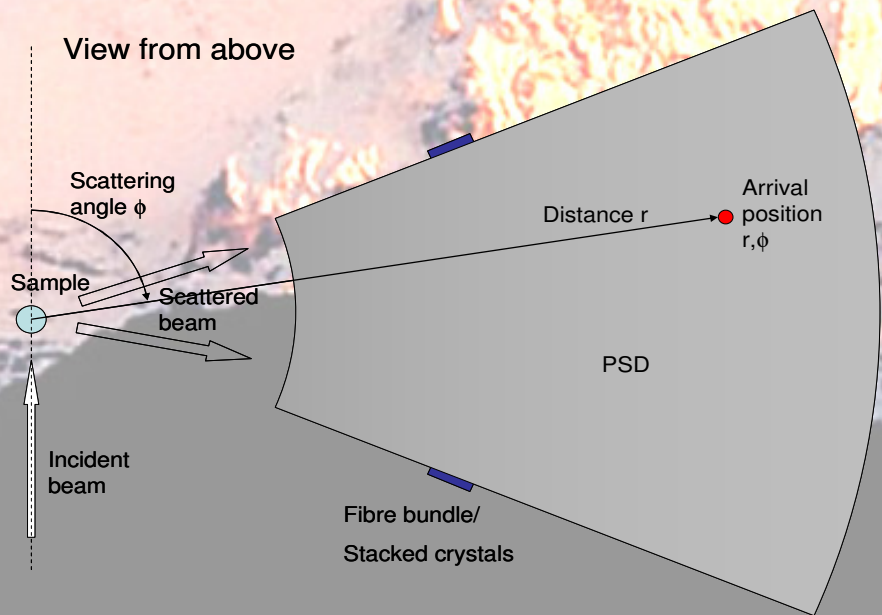 View from above
Scattering
angle ϕ
Sample
Scattered
beam
Incident
beam
Distance r
Arrival
position
r,ϕ
PSD
Fibre bundle/
Stacked crystals